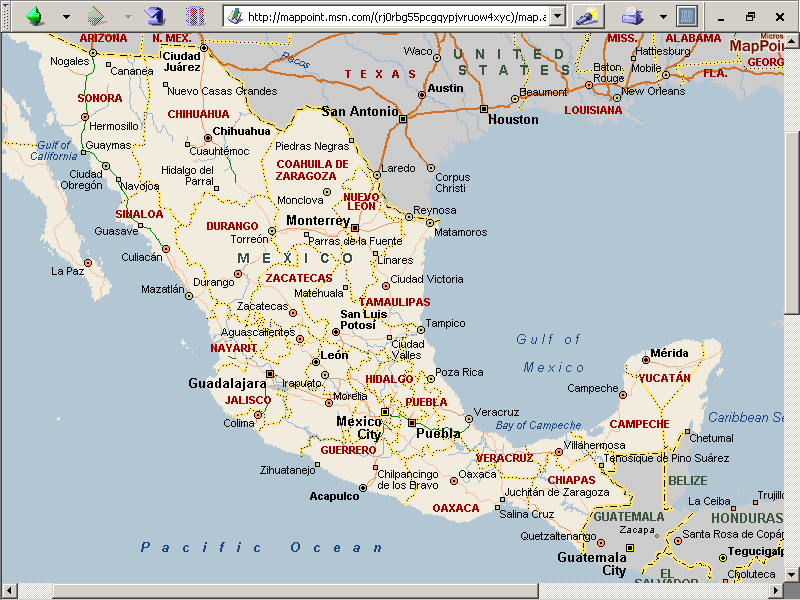 http://mappoint.msn.com/(rj0rbg55pcgqypjvruow4xyc)/map.a
ARIZONA
N. MEX.
MISS.
ALABAMA
Micros
MapPoi
Nogales
Cananea
Ciudad
Juárez
Pecos
Waco
UNITED
STATES
Hattiesburg
GEORG
TEXAS
Baton
Rouge
Mobile
FLA.
SONORA
Nuevo Casas Grandes
Austin
Beaumont
New Orleans
CHIHUAHUA
San Antonio
Houston
LOUISIANA
Hermosillo
Chihuahua
Gulf of
California
Guaymas
Cuauhtémoc
Piedras Negras
Ciudad
Obregón
Hidalgo del
Parral
COAHUILA DE
ZARAGOZA
Laredo
Corpus
Christi
Navojoa
Monclova
NUEVO
LEÓN
SINALOA
Reynosa
Guasave
DURANGO
Monterrey
Matamoros
Torreón
Parras de la Fuente
Culiacán
MEXICO
Linares
La Paz
Durango
ZACATECAS
Ciudad Victoria
Mazatlán
Matehuala
TAMAULIPAS
Zacatecas
San Luis
Potosí
Aguascalientes
Tampico
Gulf of
Mexico
NAYARIT
León
Ciudad
Valles
Mérida
Guadalajara
Irapuato
HIDALGO
Poza Rica
YUCATÁN
JALISCO
Morelia
PUEBLA
Campeche
Colima
Mexico
City
Veracruz
Caribbean Se
Puebla
Bay of Campeche
CAMPECHE
Chetumal
GUERRERO
Villahermosa
VERACRUZ
Tenosique de Pino Suárez
Zihuatanejo
Chilpancingo
de los Bravo
Oaxaca
CHIAPAS
BELIZE
Acapulco
Juchitán de Zaragoza
La Ceiba
Trujillo
OAXACA
Salina Cruz
GUATEMALA
HONDURAS
Zacapa
Quetzaltenango
Santa Rosa de Copán
Pacific Ocean
Guatemala
City
Tegucigalp
EL
SALVADOR
Choluteca